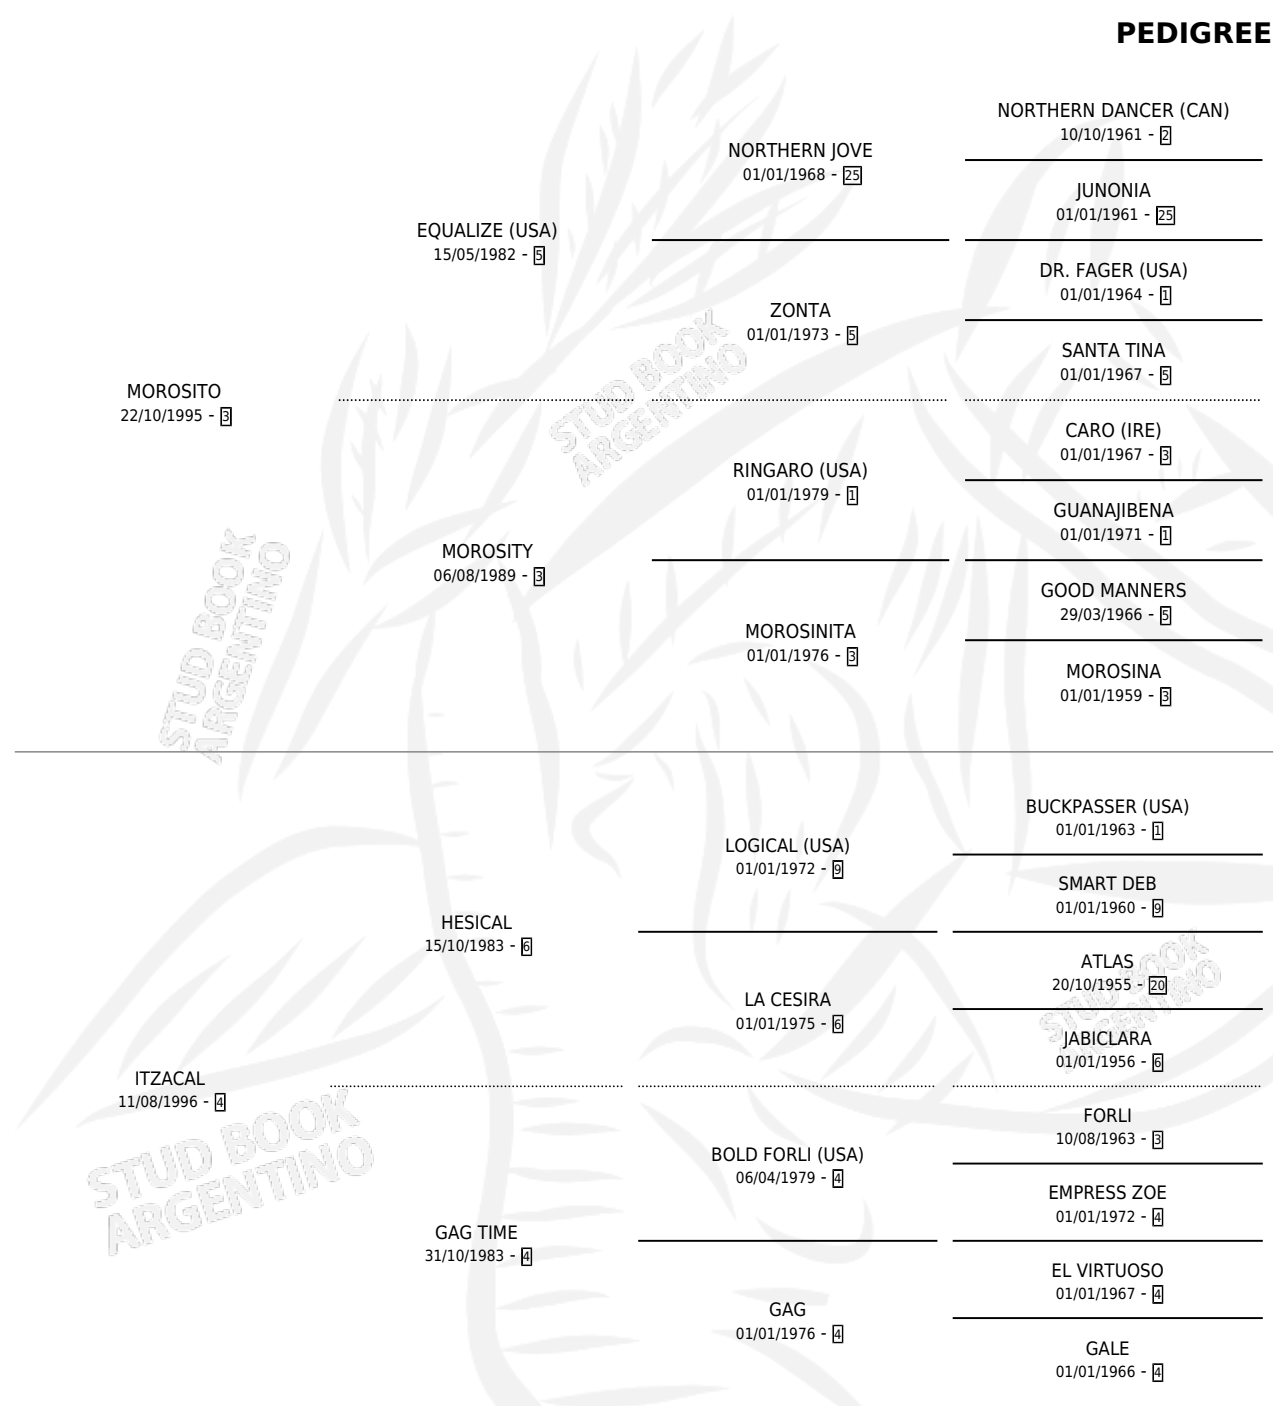 PEDIGREE
NORTHERN DANCER (CAN)
10/10/1961 - 2
NORTHERN JOVE
01/01/1968 - 25
JUNONIA
01/01/1961 - 25
EQUALIZE (USA)
15/05/1982 - 5
DR. FAGER (USA)
01/01/1964 - 1
ZONTA
01/01/1973 - 5
SANTA TINA
01/01/1967 - 5
MOROSITO
22/10/1995 - 3
CARO (IRE)
01/01/1967 - 3
RINGARO (USA)
01/01/1979 - 1
GUANAJIBENA
01/01/1971 - 1
MOROSITY
06/08/1989 - 3
GOOD MANNERS
29/03/1966 - 5
MOROSINITA
01/01/1976 - 3
MOROSINA
01/01/1959 - 3
BUCKPASSER (USA)
01/01/1963 - 1
LOGICAL (USA)
01/01/1972 - 9
SMART DEB
01/01/1960 - 9
HESICAL
15/10/1983 - 6
ATLAS
20/10/1955 - 20
LA CESIRA
01/01/1975 - 6
JABICLARA
01/01/1956 - 6
ITZACAL
11/08/1996 - 4
FORLI
10/08/1963 - 3
BOLD FORLI (USA)
06/04/1979 - 4
EMPRESS ZOE
01/01/1972 - 4
GAG TIME
31/10/1983 - 4
EL VIRTUOSO
01/01/1967 - 4
GAG
01/01/1976 - 4
GALE
01/01/1966 - 4
STUD BOOK
ARGENTINO
STUD BOOK
ARGENTINO
STUD BOOK
ARGENTINO
STUD BOOK
ARGENTINO